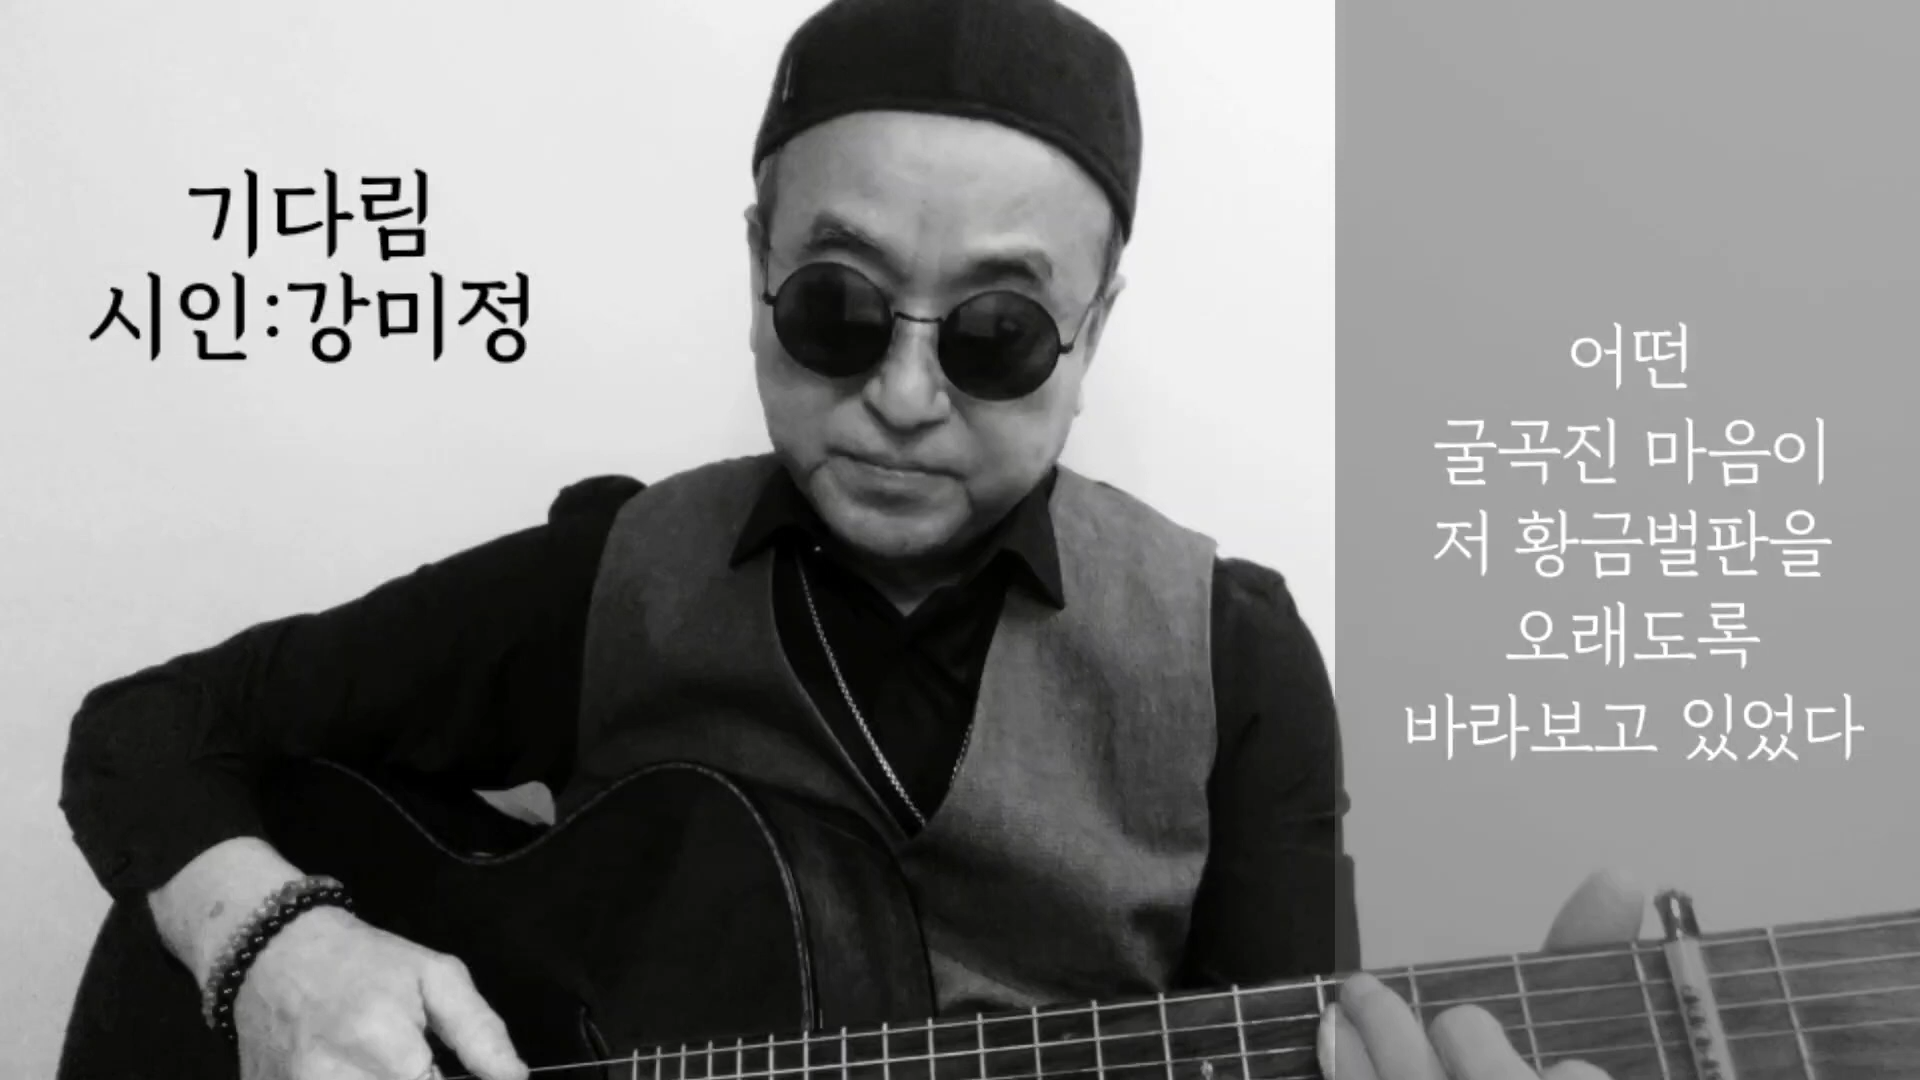 기다림
시인:강미정
어떤
굴곡진 마음이
저 황금벌판을
오래도록
바라보고 있었다